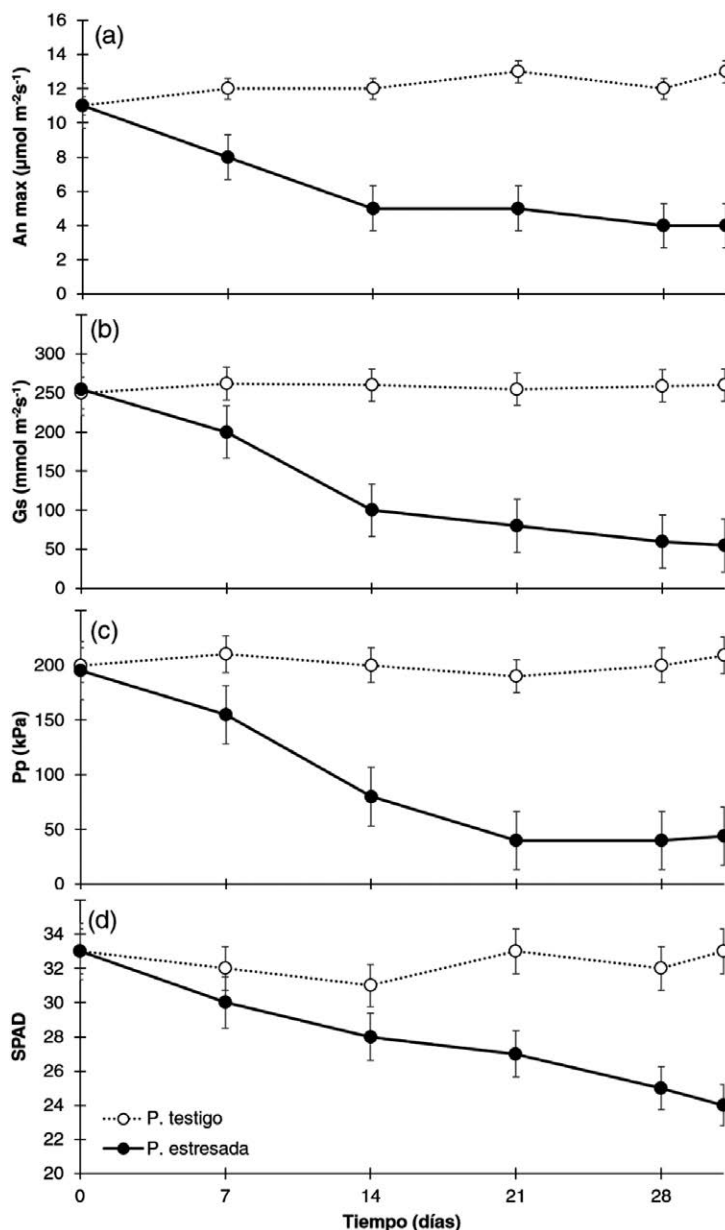 (a)
An max (µmol m⁻²s⁻¹)
16
14
12
10
8
6
4
2
0
(b)
Gs (mmol m⁻²s⁻¹)
300
250
200
150
100
50
0
(c)
Pp (kPa)
200
150
100
50
0
(d)
SPAD
34
32
30
28
26
24
22
20
P. testigo
P. estresada
0 7 14 21 28
Tiempo (días)